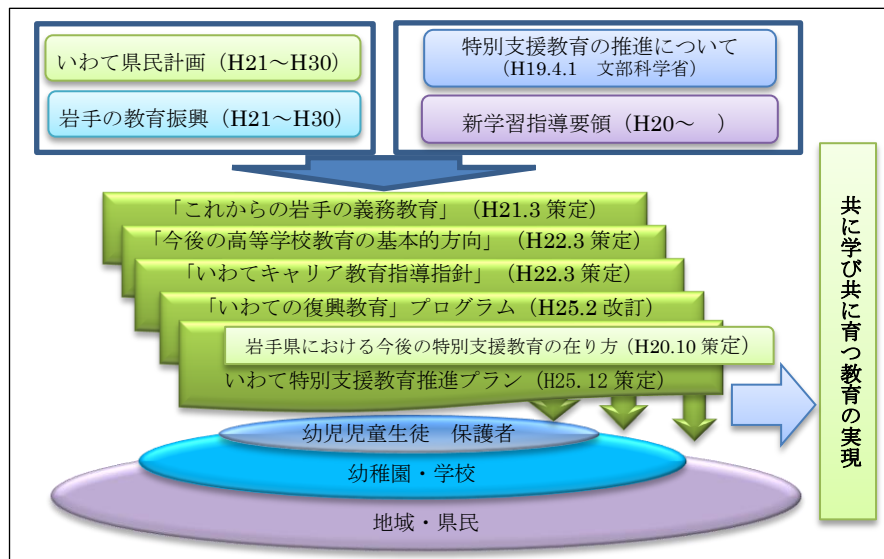 いわて県民計画（H21～H30）
岩手の教育振興（H21～H30）
特別支援教育の推進について
（H19.4.1　文部科学省）
新学習指導要領（H20～　）
「これからの岩手の義務教育」（H21.3 策定）
「今後の高等学校教育の基本的方向」（H22.3 策定）
「いわてキャリア教育指導指針」（H22.3 策定）
「いわての復興教育」プログラム（H25.2 改訂）
岩手県における今後の特別支援教育の在り方（H20.10 策定）
いわて特別支援教育推進プラン（H25.12 策定）
幼児児童生徒　保護者
幼稚園・学校
地域・県民
共に学び共に育つ教育の実現